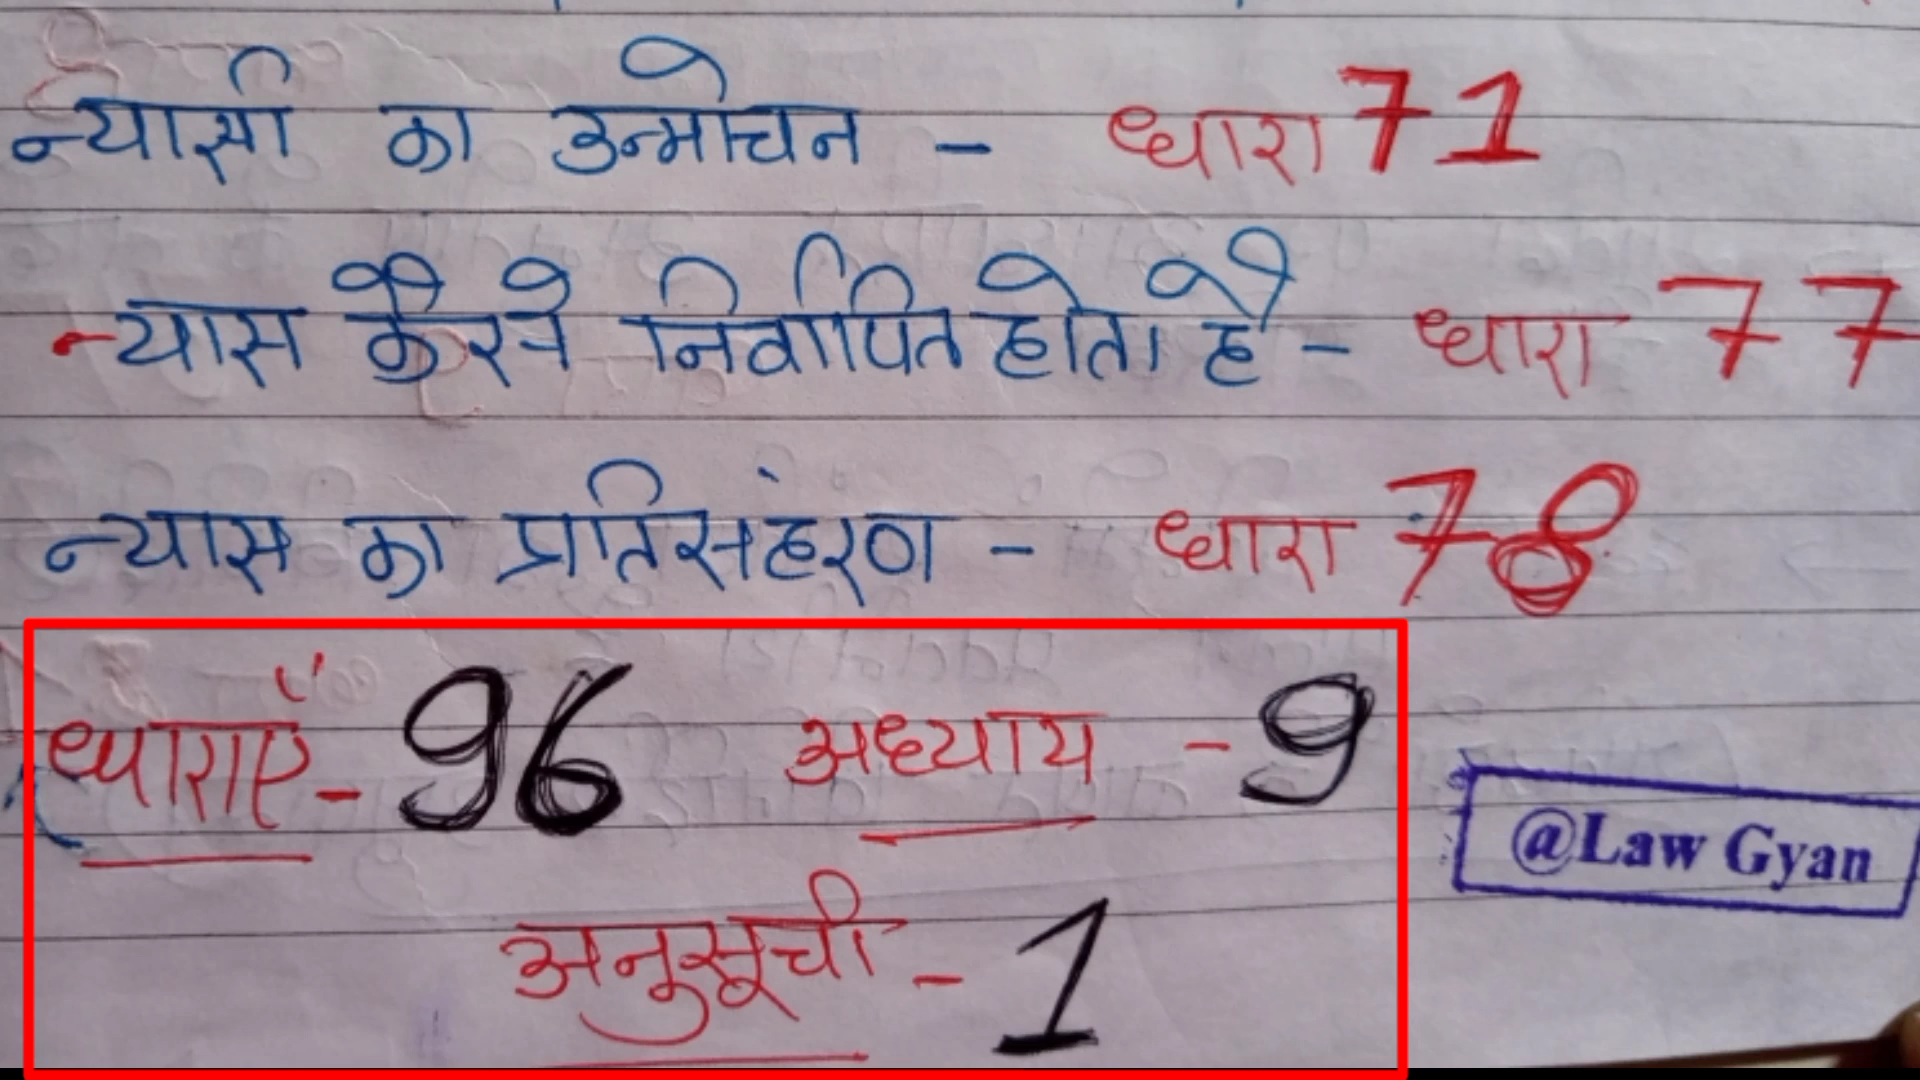 न्यासी का उन्मोचन - धारा 71
न्यास कैसे निर्वापित होता है - धारा 77
न्यास का प्रतिसंहरण - धारा 78
धाराएँ - 96 अध्याय - 9
@Law Gyan
अनुसूची - 1